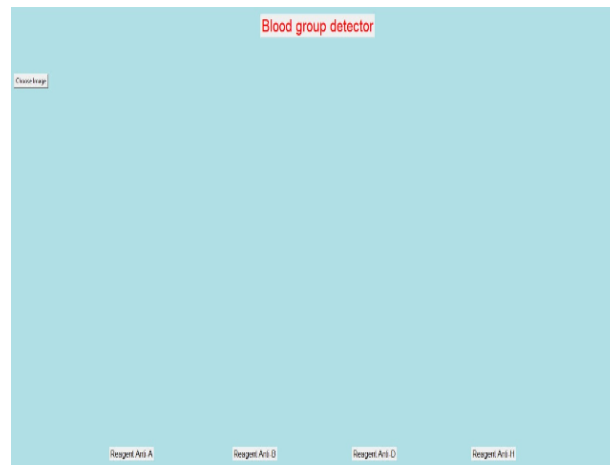 Blood group detector
Choose Image
Reagent Anti-A
Reagent Anti-B
Reagent Anti-D
Reagent Anti-H